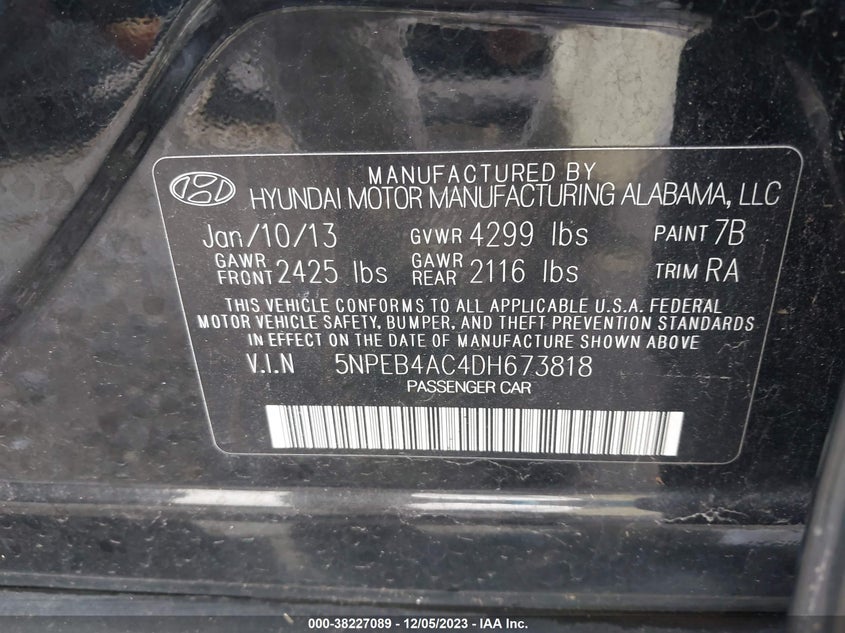 MANUFACTURED BY
HYUNDAI MOTOR MANUFACTURING ALABAMA, LLC
Jan/10/13 GVWR 4299 lbs PAINT 7B
GAWR FRONT 2425 lbs GAWR REAR 2116 lbs TRIM RA
THIS VEHICLE CONFORMS TO ALL APPLICABLE U.S.A. FEDERAL
MOTOR VEHICLE SAFETY, BUMPER, AND THEFT PREVENTION STANDARDS
IN EFFECT ON THE DATE OF MANUFACTURE SHOWN ABOVE
V.I.N 5NPEB4AC4DH673818
PASSENGER CAR
000-38227089 - 12/05/2023 - IAAI.COM